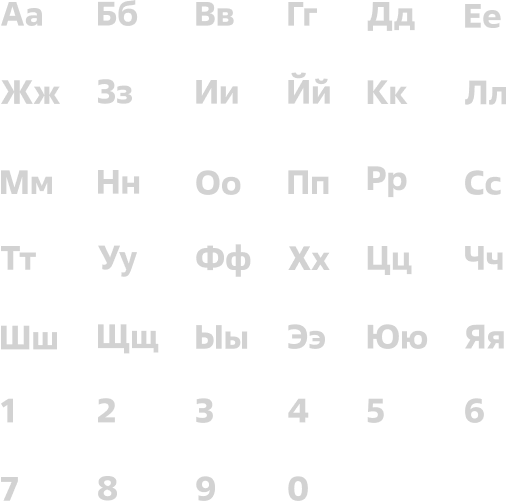 Аа Бб Вв Гг Дд Ее
Жж Зз Ии Йй Кк Лл
Мм Нн Оо Пп Рр Сс
Тт Уу Фф Хх Цц Чч
Шш Щщ Ыы Ээ Юю Яя
1 2 3 4 5 6
7 8 9 0